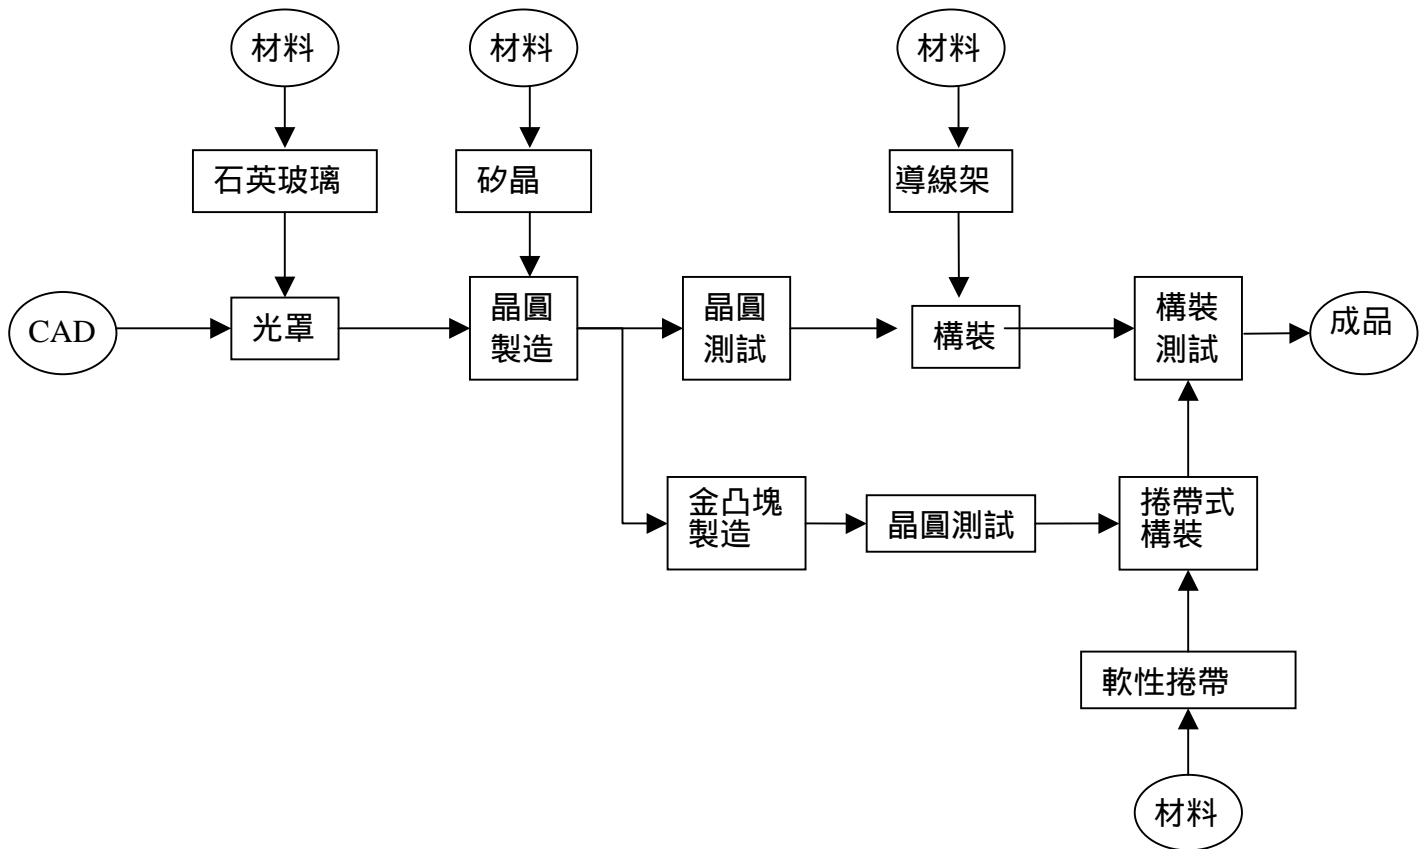 材料
材料
材料
石英玻璃
矽晶
導線架
CAD
光罩
晶圓
製造
晶圓
測試
構裝
構裝
測試
成品
金凸塊
製造
晶圓測試
捲帶式
構裝
軟性捲帶
材料